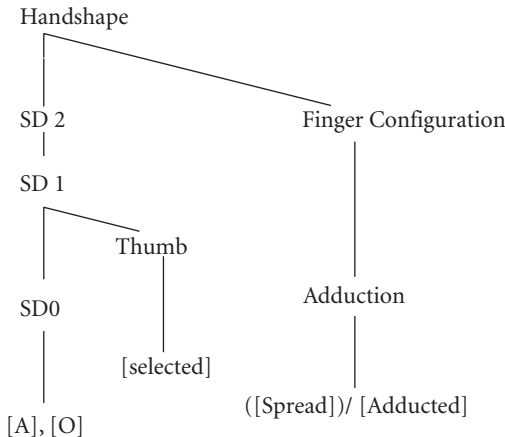 Handshape
SD 2
Finger Configuration
SD 1
Thumb
SD0
Adduction
[selected]
([Spread])/ [Adducted]
[A], [O]